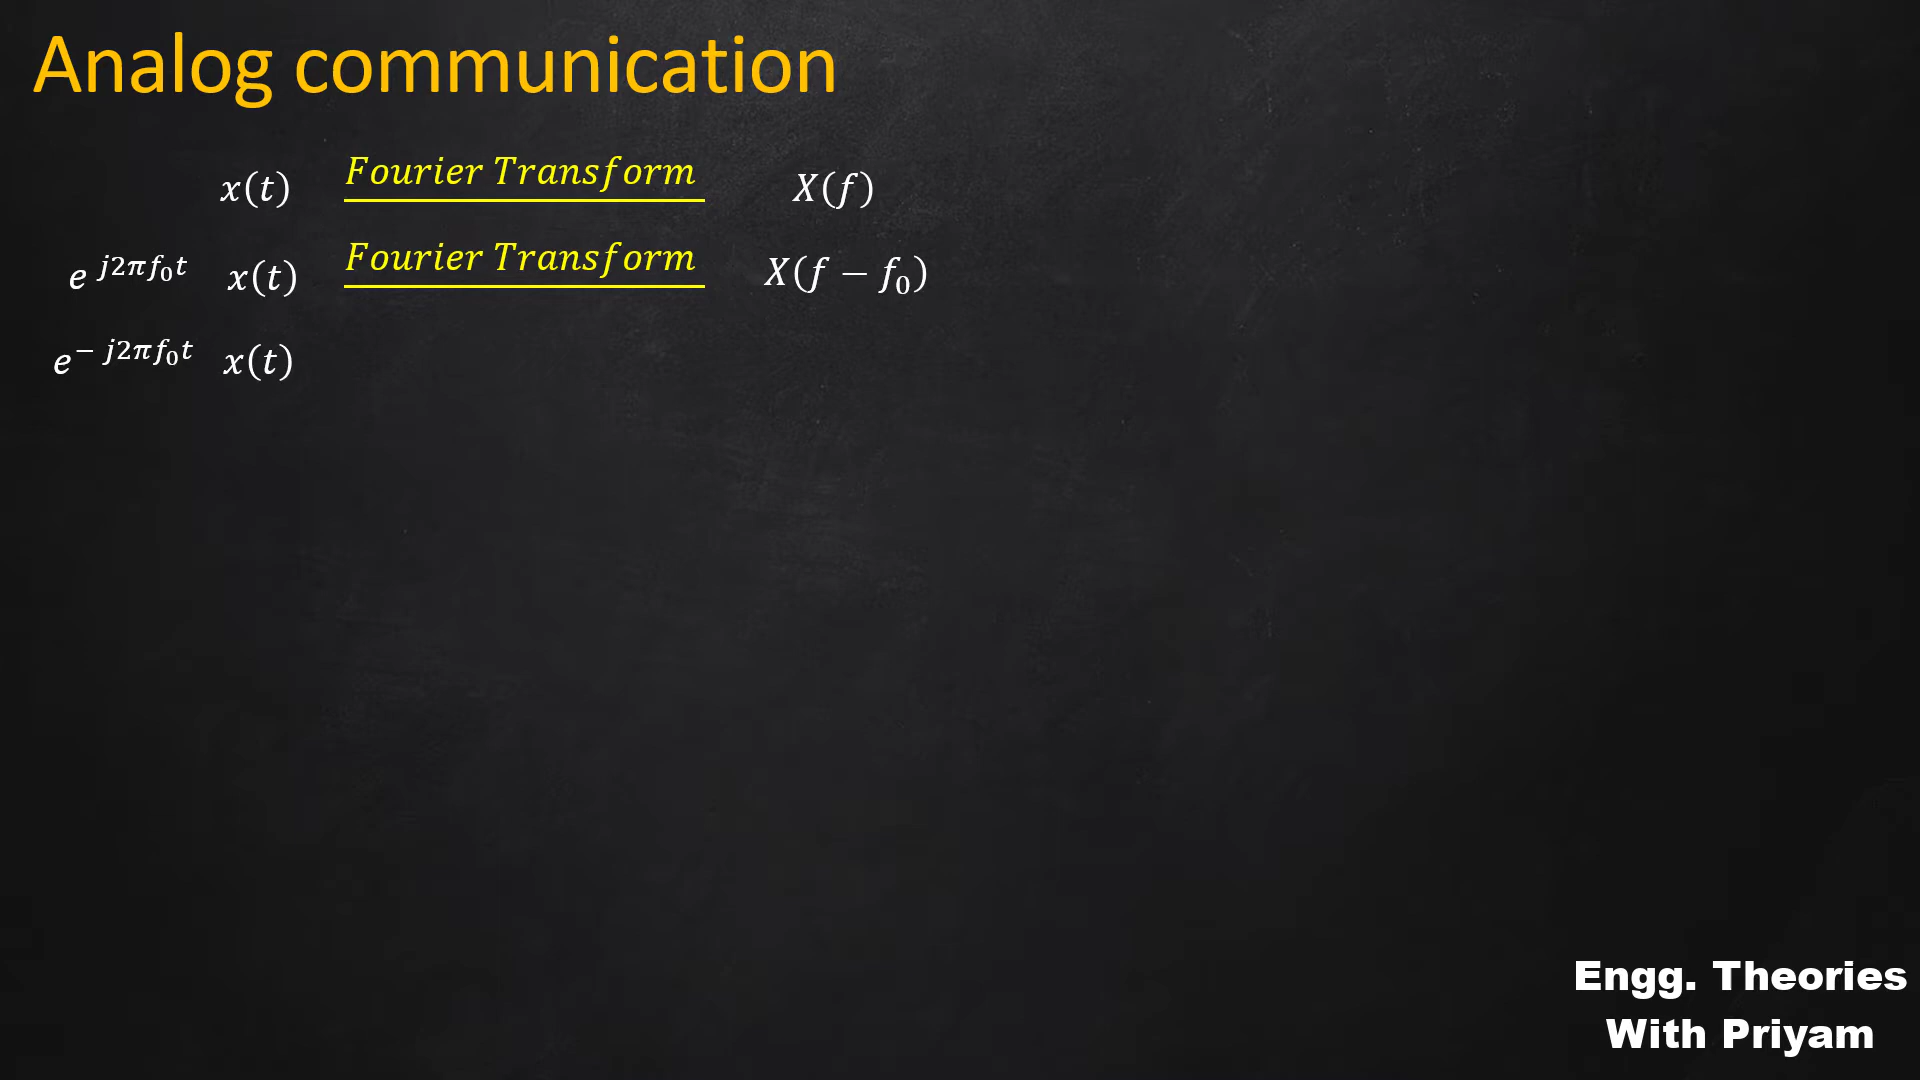 Analog communication
x(t) Fourier Transform X(f)
e^{j2πf₀t} x(t) Fourier Transform X(f − f₀)
e^{− j2πf₀t} x(t)
Engg. Theories
With Priyam